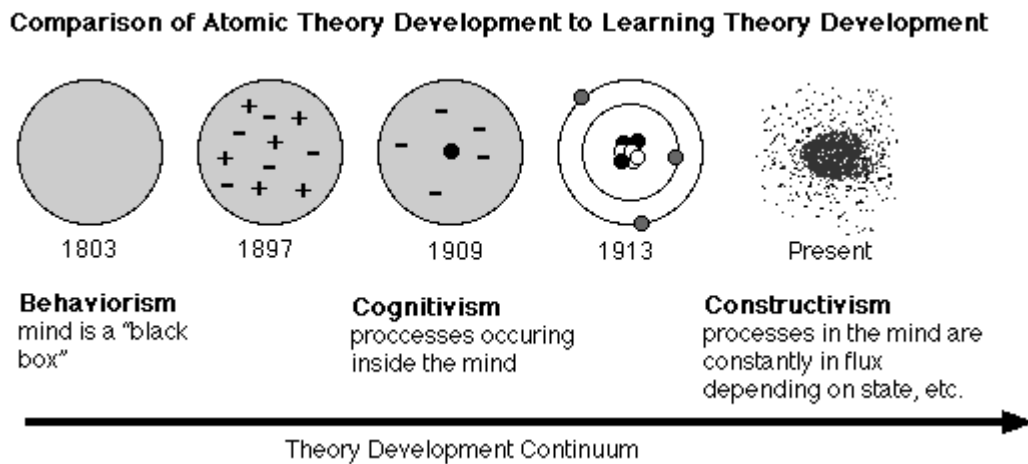 Comparison of Atomic Theory Development to Learning Theory Development
1803
1897
1909
1913
Present
Behaviorism
mind is a "black
box"
Cognitivism
proccesses occuring
inside the mind
Constructivism
processes in the mind are
constantly in flux
depending on state, etc.
Theory Development Continuum